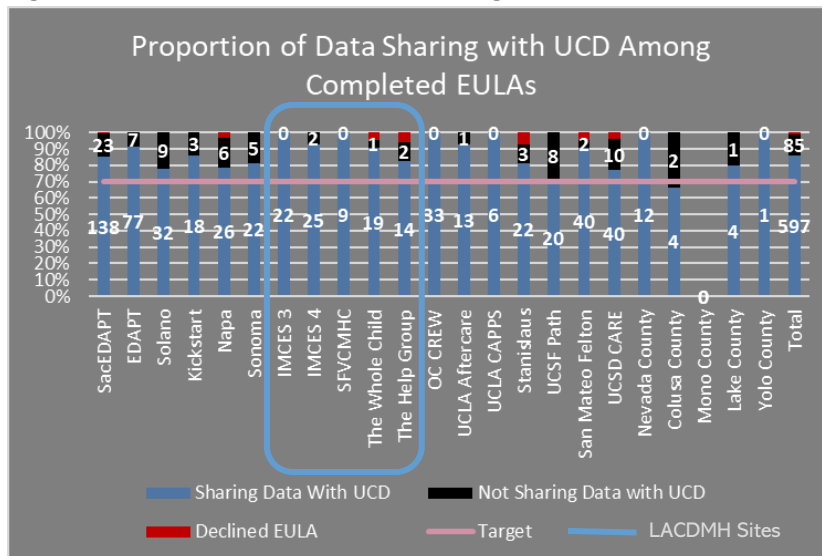 Proportion of Data Sharing with UCD Among
Completed EULAs
100%
90%
80%
70%
60%
50%
40%
30%
20%
10%
0%
23 7 9 3 6 5 0 2 0 1 2 0 1 0 3 8 2 10 0 2 1 0 85
138 77 32 18 26 22 22 25 9 19 14 33 13 6 22 20 40 40 12 4 0 4 1 597
SacEDAPT
EDAPT
Solano
Kickstart
Napa
Sonoma
IMCES 3
IMCES 4
SFVCMHC
The Whole Child
The Help Group
OC CREW
UCLA Aftercare
UCLA CAPPS
Stanislaus
UCSF Path
San Mateo Felton
UCSD CARE
Nevada County
Colusa County
Mono County
Lake County
Yolo County
Total
Sharing Data With UCD
Not Sharing Data with UCD
Declined EULA
Target
LACDMH Sites